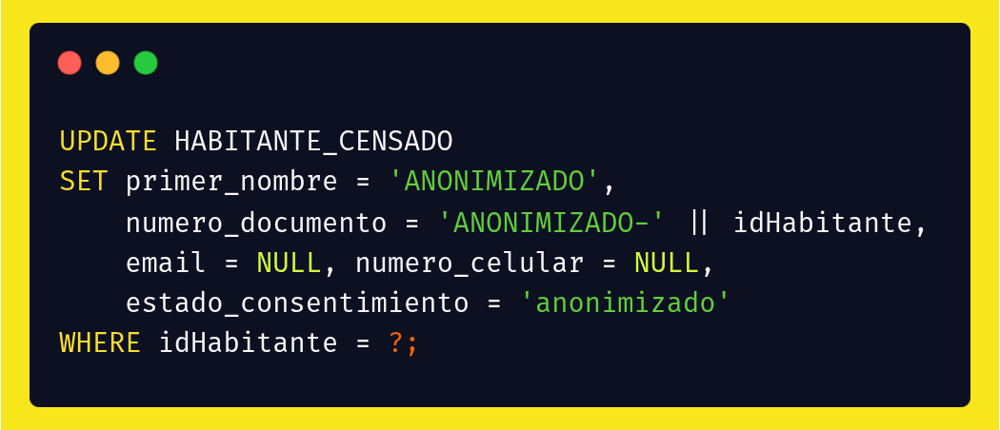 UPDATE HABITANTE_CENSADO
SET primer_nombre = 'ANONIMIZADO',
numero_documento = 'ANONIMIZADO-' || idHabitante,
email = NULL, numero_celular = NULL,
estado_consentimiento = 'anonimizado'
WHERE idHabitante = ?;